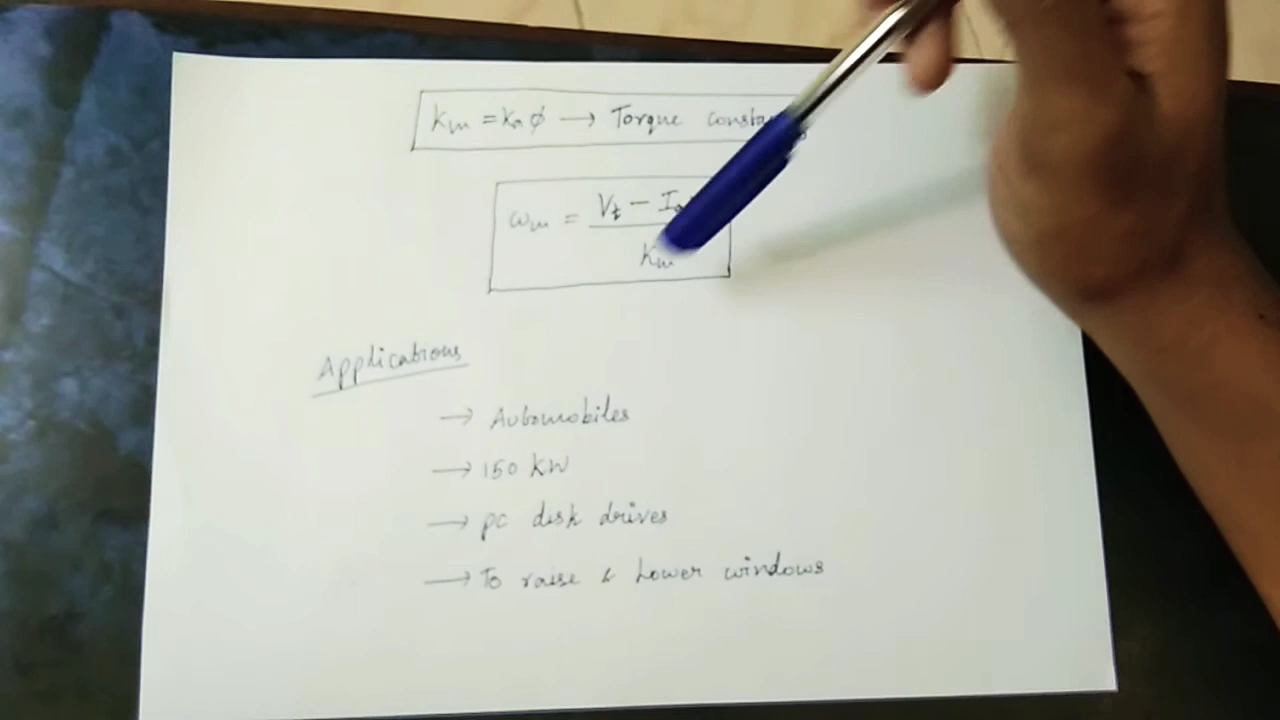 Km = Ka φ → Torque
ωm = Vt -
Km
Applications
→ Automobiles
→ 150 kW
→ pc disk drives
→ To raise & Lower windows